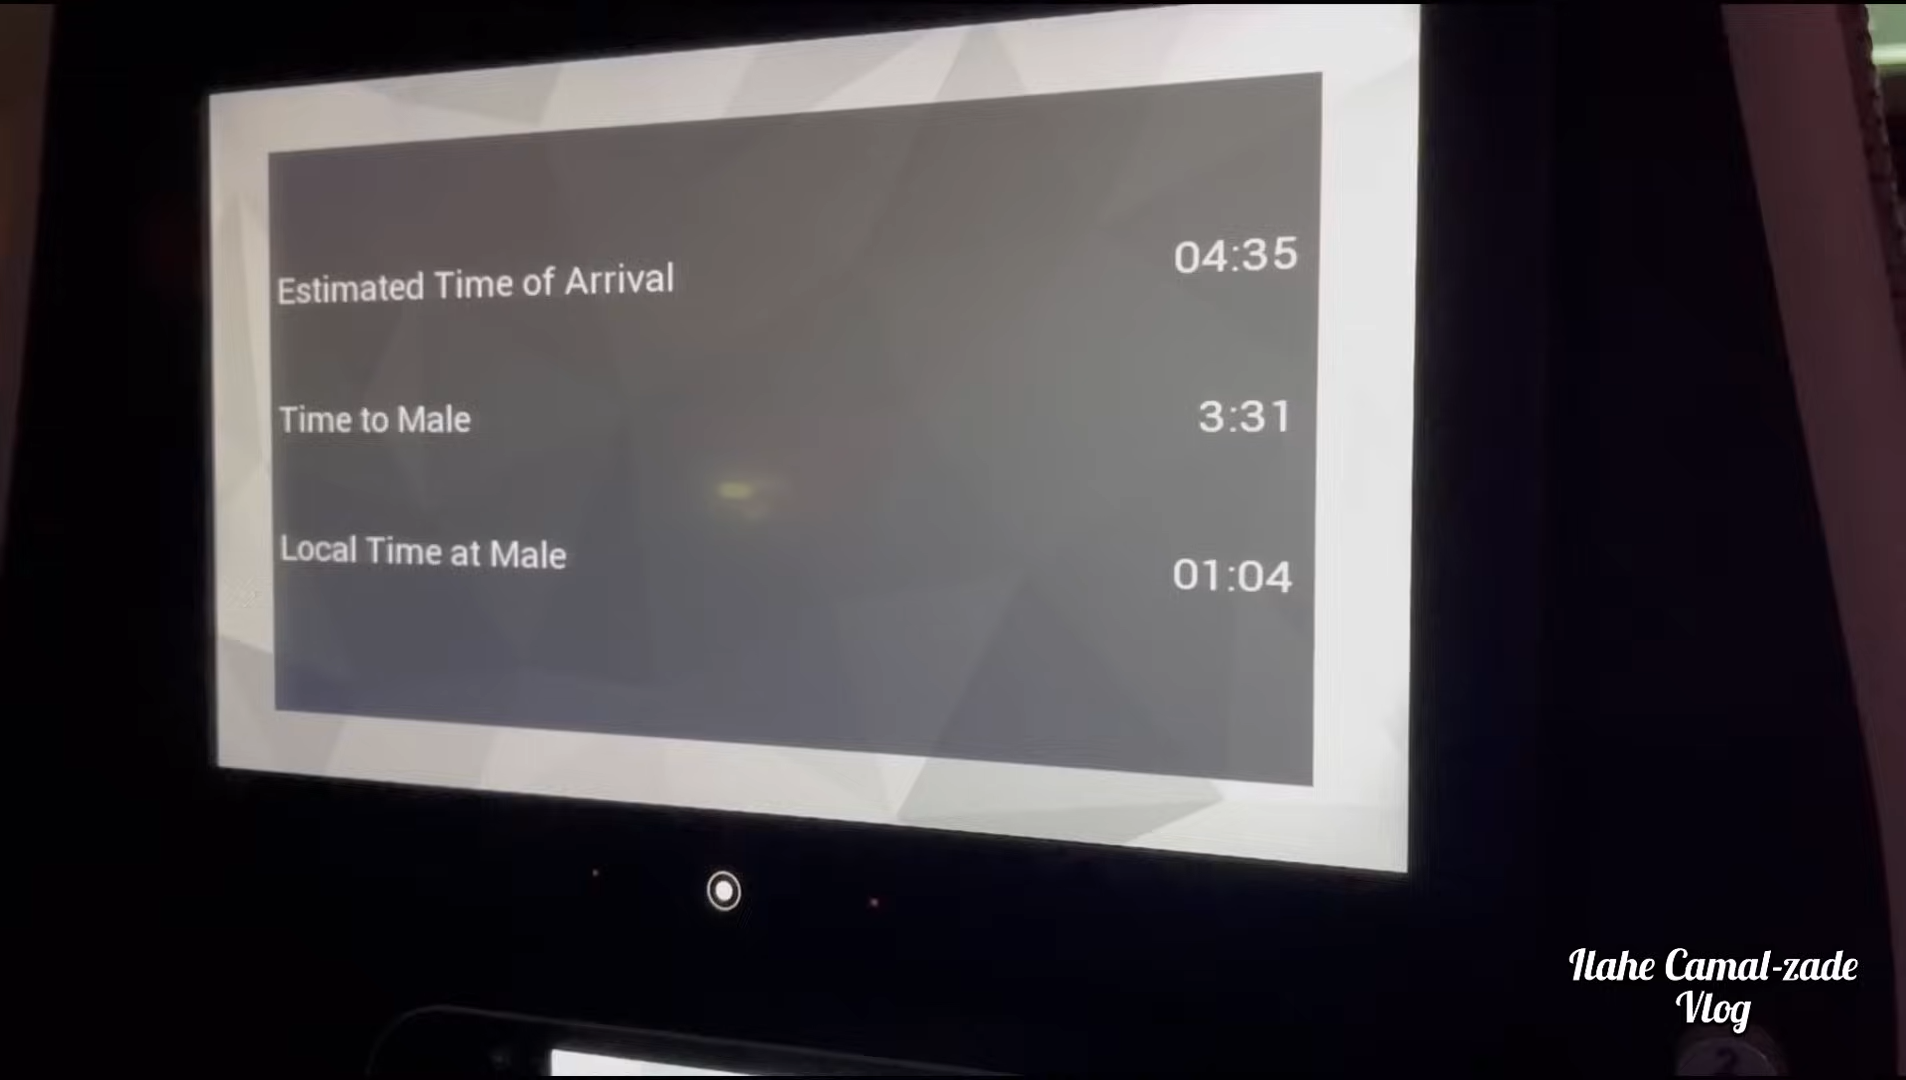 Estimated Time of Arrival 04:35
Time to Male 3:31
Local Time at Male 01:04
Ilahe Camal-zade
Vlog
2